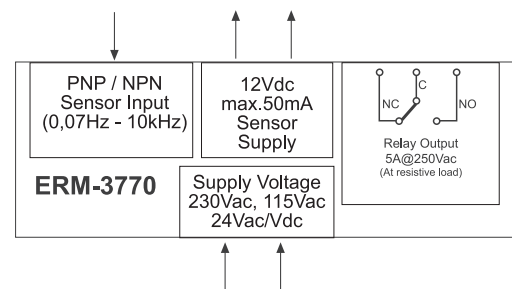 PNP / NPN
Sensor Input
(0,07Hz - 10kHz)
12Vdc
max.50mA
Sensor
Supply
C
NC
NO
Relay Output
5A@250Vac
(At resistive load)
ERM-3770
Supply Voltage
230Vac, 115Vac
24Vac/Vdc